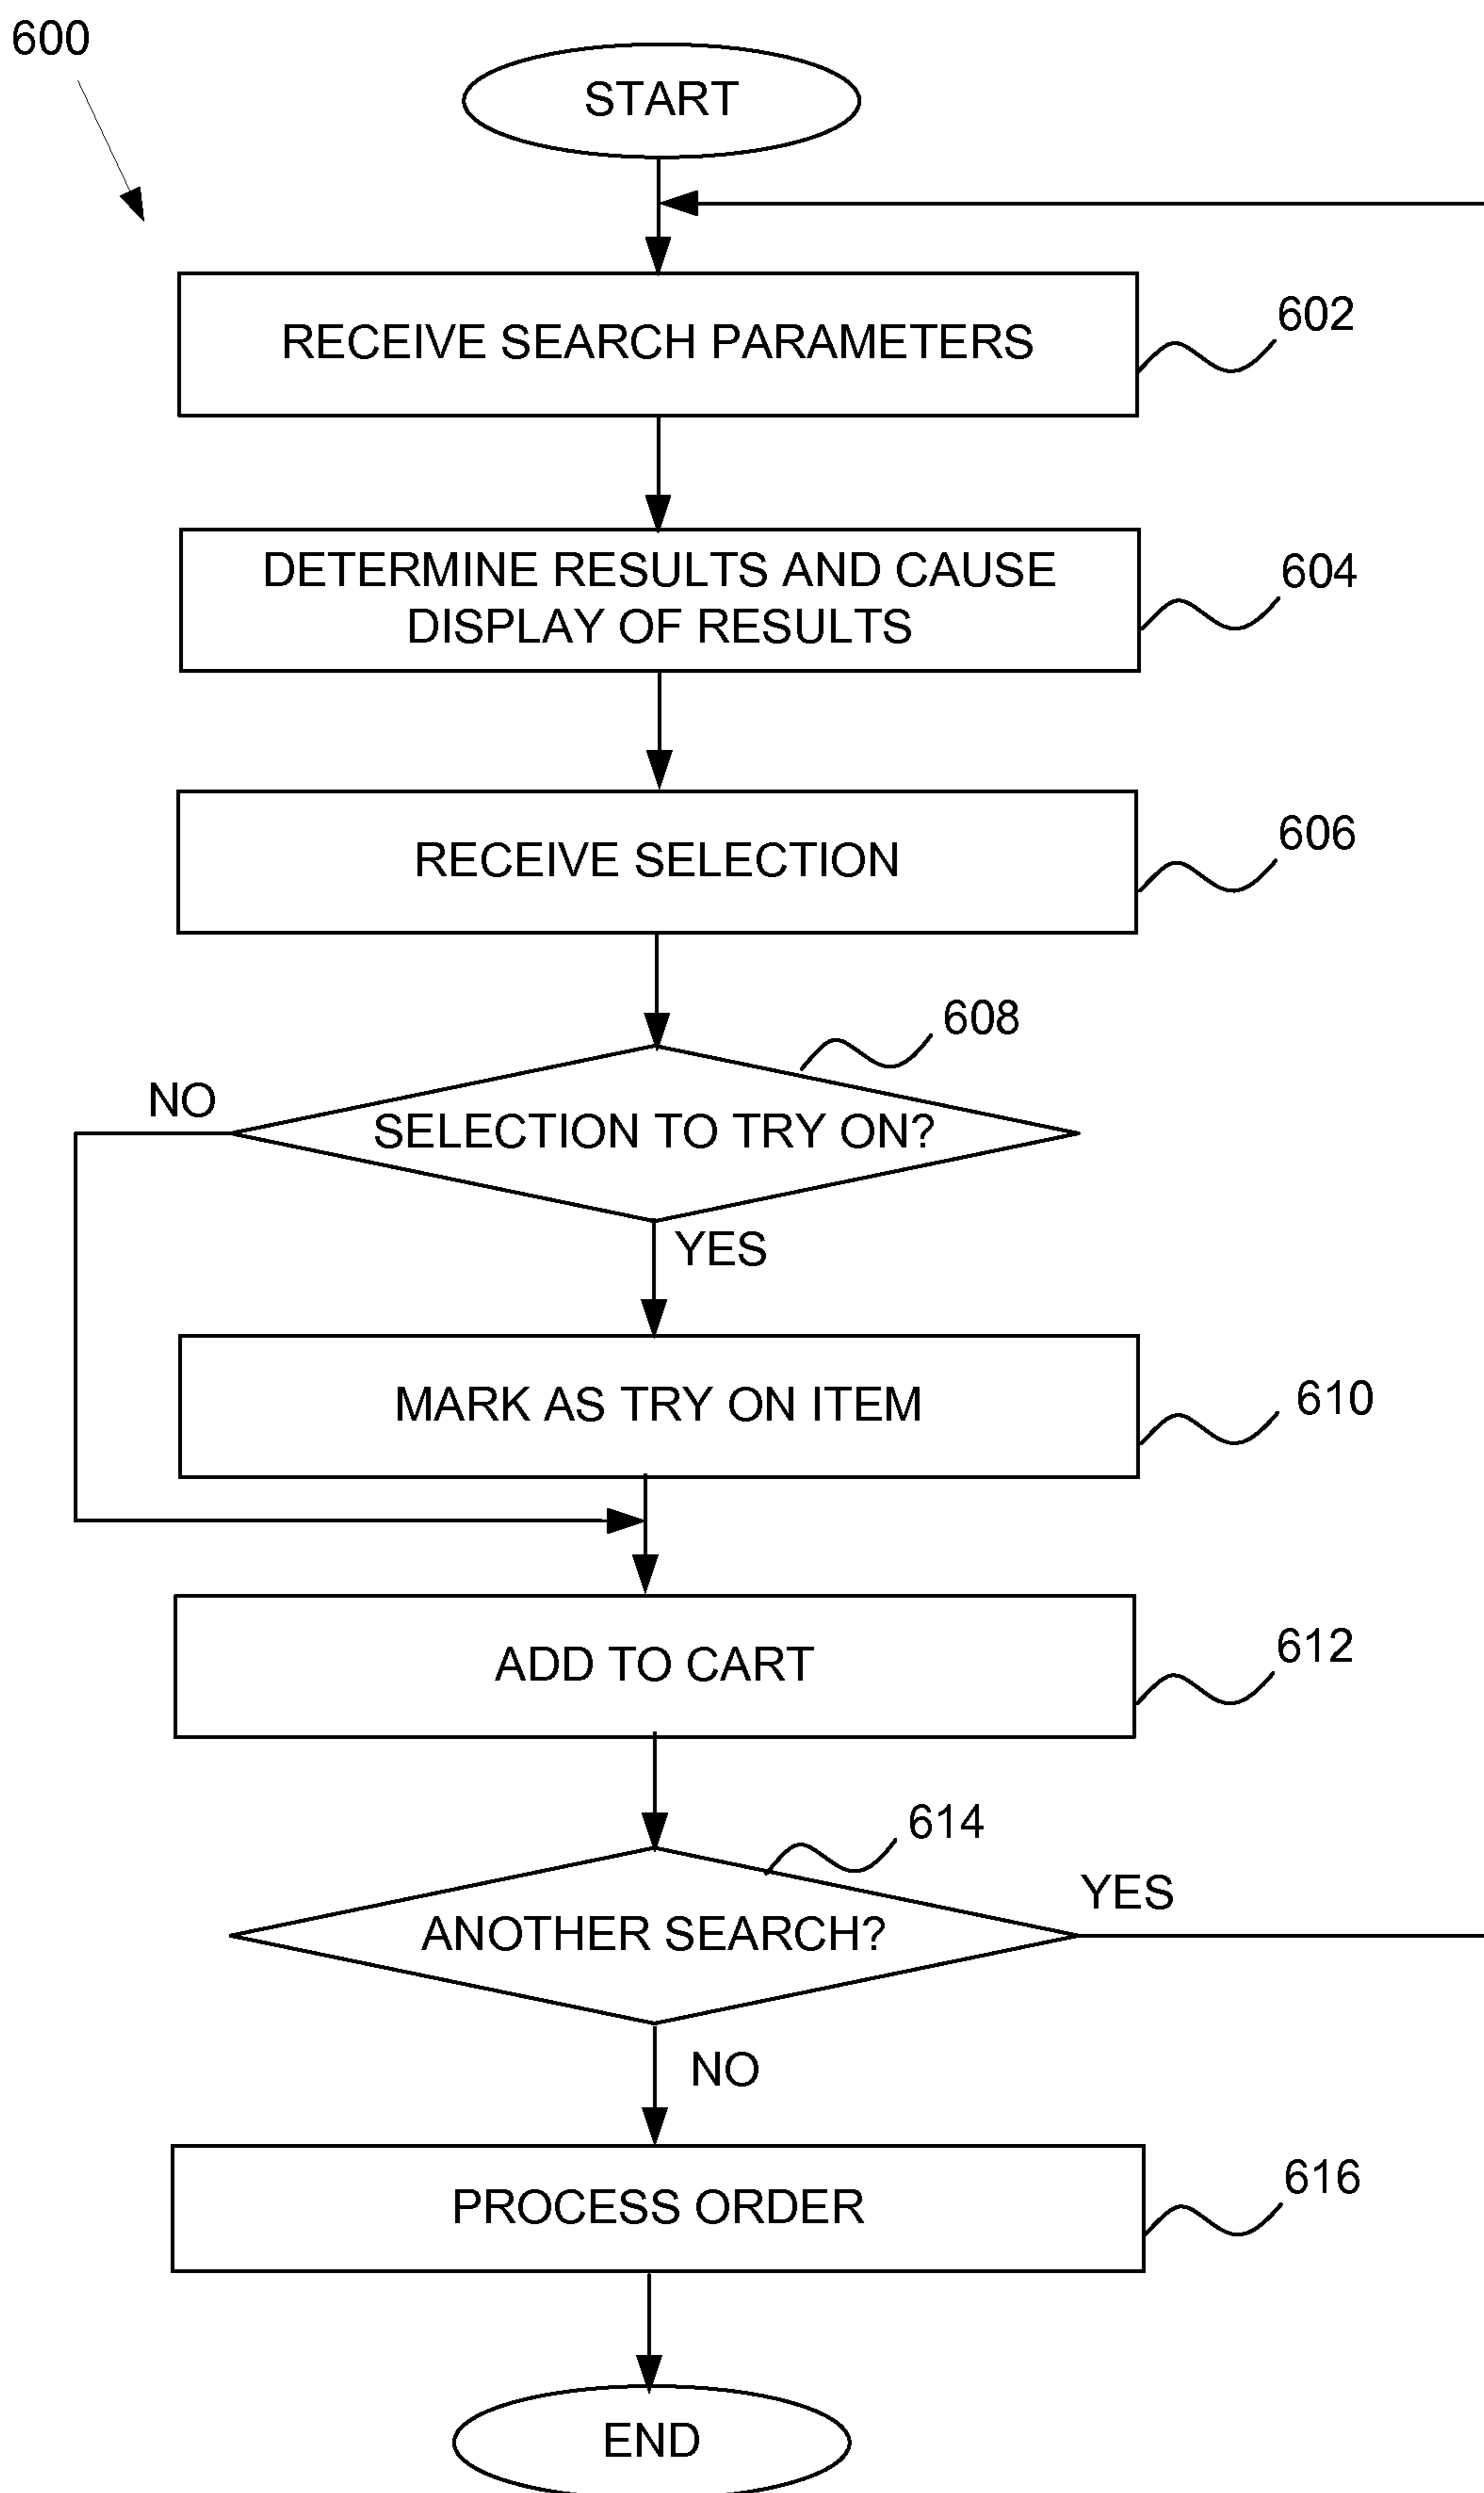 600
START
RECEIVE SEARCH PARAMETERS
602
DETERMINE RESULTS AND CAUSE
DISPLAY OF RESULTS
604
RECEIVE SELECTION
606
608
NO
SELECTION TO TRY ON?
YES
MARK AS TRY ON ITEM
610
ADD TO CART
612
614
YES
ANOTHER SEARCH?
NO
PROCESS ORDER
616
END